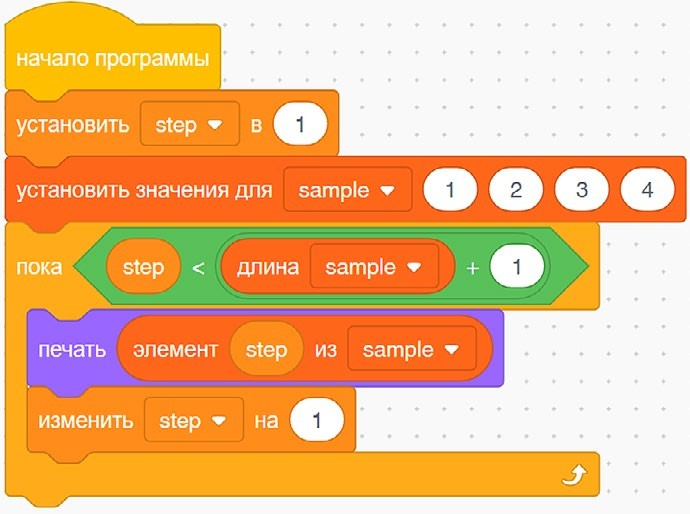 начало программы
установить step в 1
установить значения для sample 1 2 3 4
пока step < длина sample + 1
печать элемент step из sample
изменить step на 1